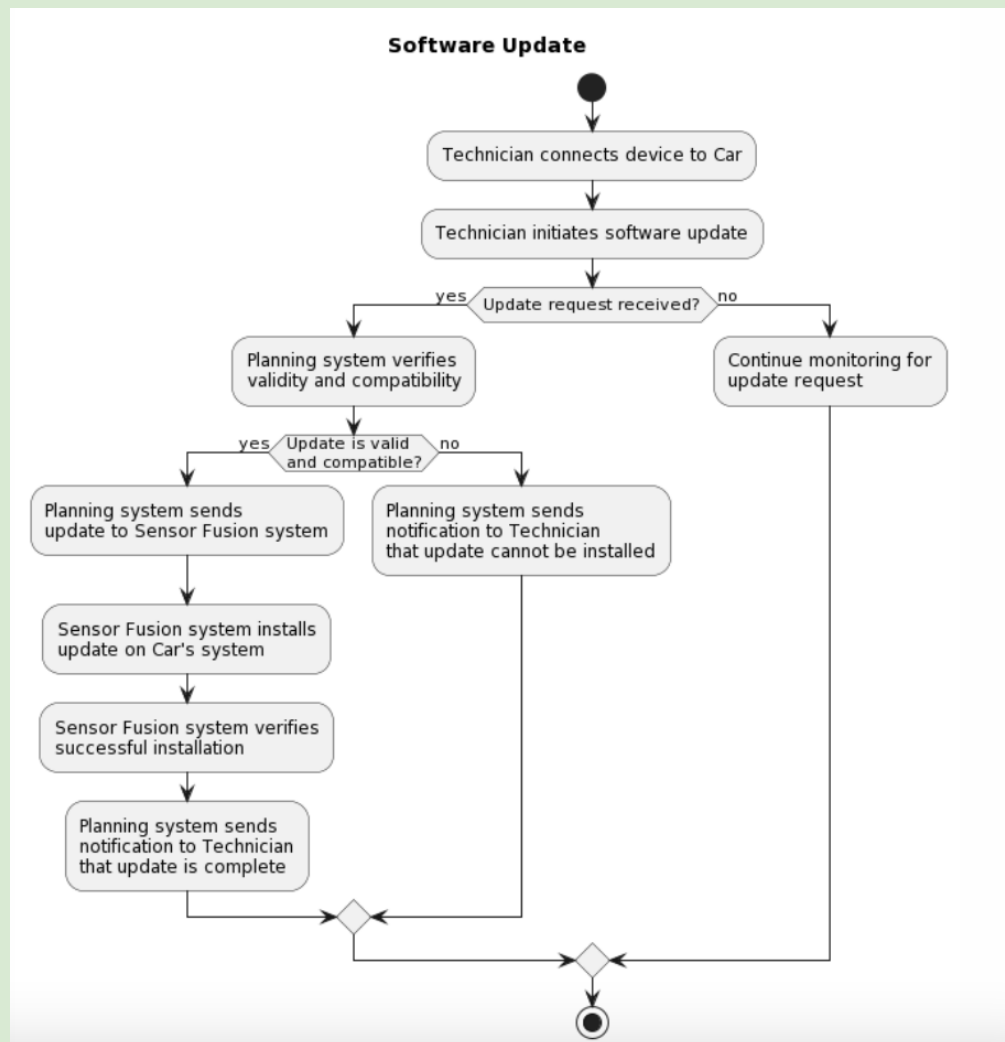 Software Update
Technician connects device to Car
Technician initiates software update
yes
Update request received?
no
Planning system verifies
validity and compatibility
Continue monitoring for
update request
yes
Update is valid
and compatible?
no
Planning system sends
update to Sensor Fusion system
Planning system sends
notification to Technician
that update cannot be installed
Sensor Fusion system installs
update on Car's system
Sensor Fusion system verifies
successful installation
Planning system sends
notification to Technician
that update is complete